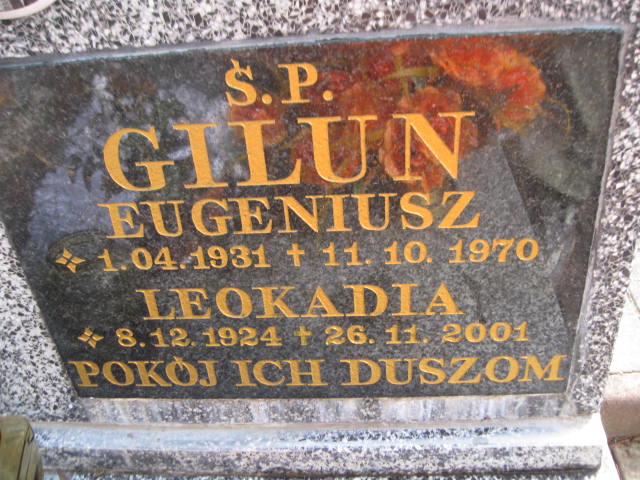 Ś.P.
GILUN
EUGENIUSZ
1.04.1931 ✝ 11.10.1970
LEOKADIA
8.12.1924 ✝ 26.11.2001
POKÓJ ICH DUSZOM